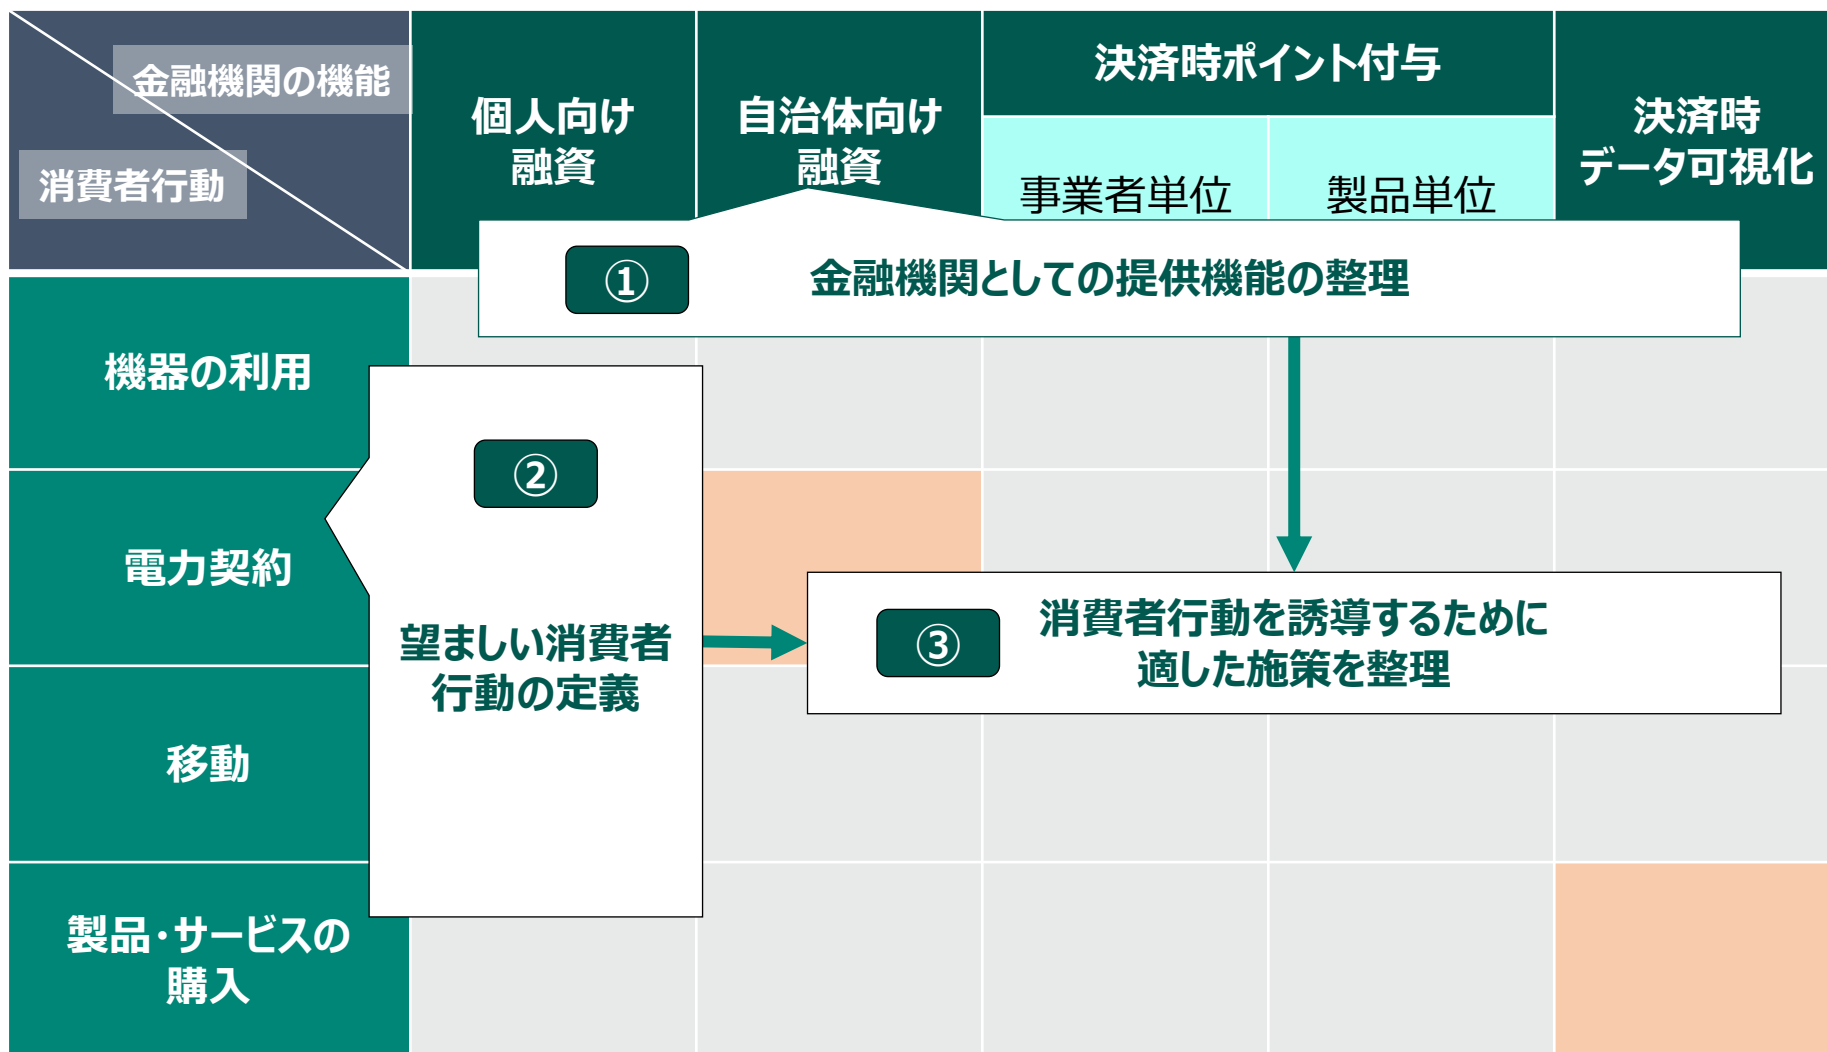 金融機関の機能
消費者行動
個人向け
融資
自治体向け
融資
決済時ポイント付与
事業者単位
製品単位
決済時
データ可視化
① 金融機関としての提供機能の整理
機器の利用
電力契約
移動
製品・サービスの
購入
②
望ましい消費者
行動の定義
③
消費者行動を誘導するために
適した施策を整理